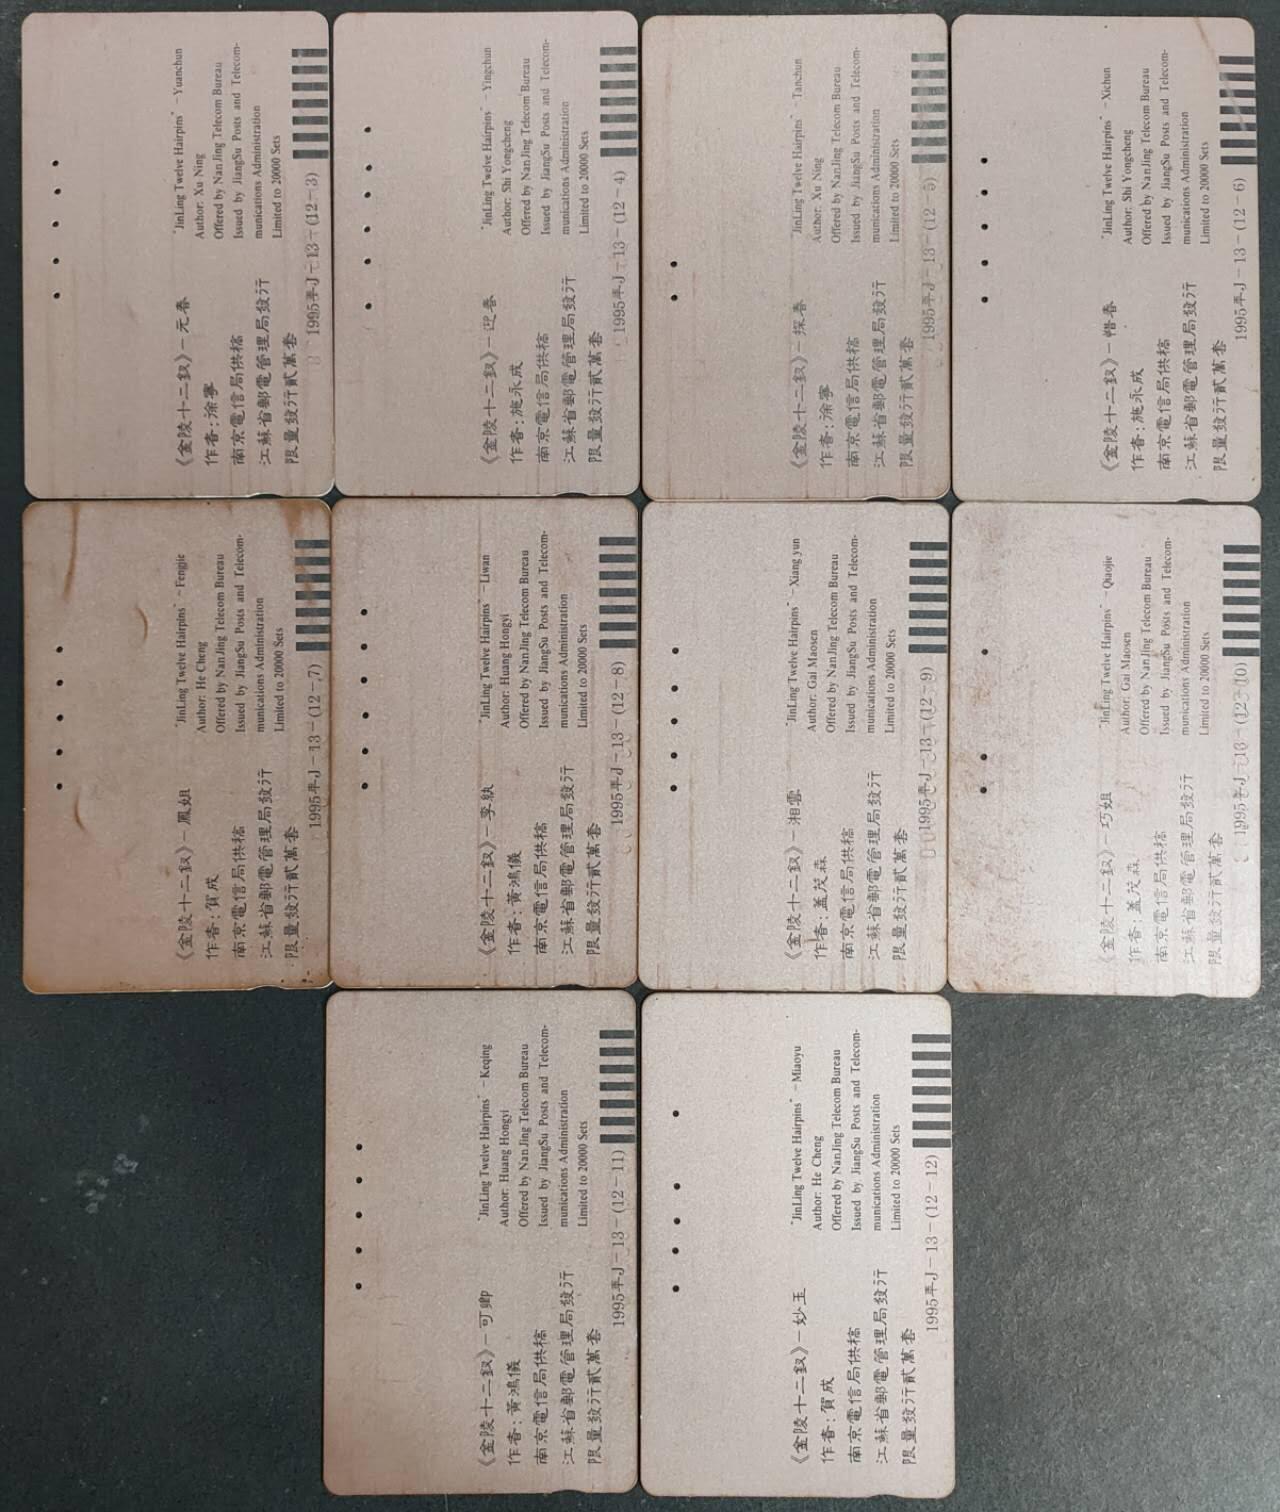 《金陵十二釵》－元春
作者:徐寧
南京電信局供稿
江蘇省郵電管理局發行
限量發行貳萬套
"JinLing Twelve Hairpins" －Yuanchun
Author: Xu Ning
Offered by NanJing Telecom Bureau
Issued by JiangSu Posts and Telecom-
munications Administration
Limited to 20000 Sets
1995年J－13－(12－3)
《金陵十二釵》－迎春
作者:施永成
南京電信局供稿
江蘇省郵電管理局發行
限量發行貳萬套
"JinLing Twelve Hairpins" －Yingchun
Author: Shi Yongcheng
Offered by NanJing Telecom Bureau
Issued by JiangSu Posts and Telecom-
munications Administration
Limited to 20000 Sets
1995年J－13－(12－4)
《金陵十二釵》－探春
作者:徐寧
南京電信局供稿
江蘇省郵電管理局發行
限量發行貳萬套
"JinLing Twelve Hairpins" －Tanchun
Author: Xu Ning
Offered by NanJing Telecom Bureau
Issued by JiangSu Posts and Telecom-
munications Administration
Limited to 20000 Sets
1995年J－13－(12－5)
《金陵十二釵》－惜春
作者:施永成
南京電信局供稿
江蘇省郵電管理局發行
限量發行貳萬套
"JinLing Twelve Hairpins" －Xichun
Author: Shi Yongcheng
Offered by NanJing Telecom Bureau
Issued by JiangSu Posts and Telecom-
munications Administration
Limited to 20000 Sets
1995年J－13－(12－6)
《金陵十二釵》－鳳姐
作者:賀成
南京電信局供稿
江蘇省郵電管理局發行
限量發行貳萬套
"JinLing Twelve Hairpins" －Fengjie
Author: He Cheng
Offered by NanJing Telecom Bureau
Issued by JiangSu Posts and Telecom-
munications Administration
Limited to 20000 Sets
1995年J－13－(12－7)
《金陵十二釵》－李紈
作者:黃鴻儀
南京電信局供稿
江蘇省郵電管理局發行
限量發行貳萬套
"JinLing Twelve Hairpins" －Liwan
Author: Huang Hongyi
Offered by NanJing Telecom Bureau
Issued by JiangSu Posts and Telecom-
munications Administration
Limited to 20000 Sets
1995年J－13－(12－8)
《金陵十二釵》－湘雲
作者:蓋茂森
南京電信局供稿
江蘇省郵電管理局發行
限量發行貳萬套
"JinLing Twelve Hairpins" －Xiang yun
Author: Gai Maosen
Offered by NanJing Telecom Bureau
Issued by JiangSu Posts and Telecom-
munications Administration
Limited to 20000 Sets
1995年J－13－(12－9)
《金陵十二釵》－巧姐
作者:蓋茂森
南京電信局供稿
江蘇省郵電管理局發行
限量發行貳萬套
"JinLing Twelve Hairpins" －Qiaojie
Author: Gai Maosen
Offered by NanJing Telecom Bureau
Issued by JiangSu Posts and Telecom-
munications Administration
Limited to 20000 Sets
1995年J－13－(12－10)
《金陵十二釵》－可卿
作者:黃鴻儀
南京電信局供稿
江蘇省郵電管理局發行
限量發行貳萬套
"JinLing Twelve Hairpins" －Keqing
Author: Huang Hongyi
Offered by NanJing Telecom Bureau
Issued by JiangSu Posts and Telecom-
munications Administration
Limited to 20000 Sets
1995年J－13－(12－11)
《金陵十二釵》－妙玉
作者:賀成
南京電信局供稿
江蘇省郵電管理局發行
限量發行貳萬套
"JinLing Twelve Hairpins" －Miaoyu
Author: He Cheng
Offered by NanJing Telecom Bureau
Issued by JiangSu Posts and Telecom-
munications Administration
Limited to 20000 Sets
1995年J－13－(12－12)